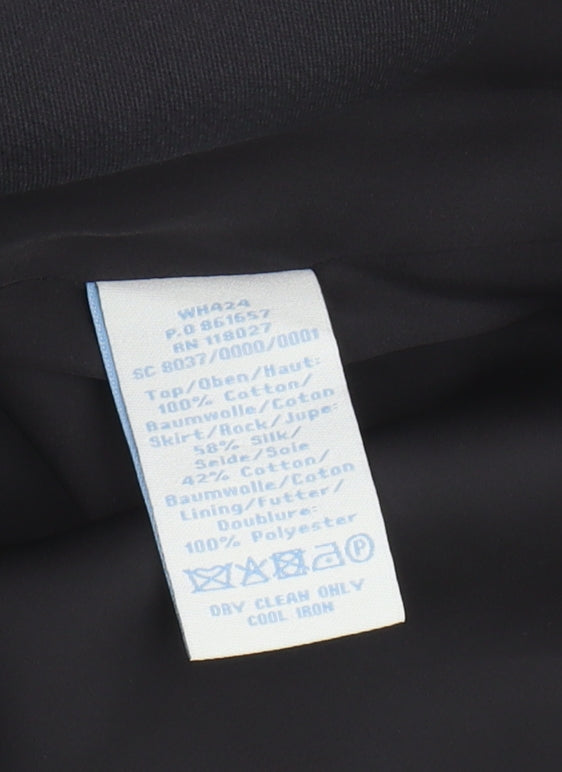 WHA24
P.O 861657
RN 118027
SC 8037/0000/0001
Top/Oben/Haut:
100% Cotton/
Baumwolle/Coton
Skirt/Rock/Jupe:
58% Silk/
Seide/Soie
42% Cotton/
Baumwolle/Coton
Lining/Futter/
Doublure:
100% Polyester
P
DRY CLEAN ONLY
COOL IRON